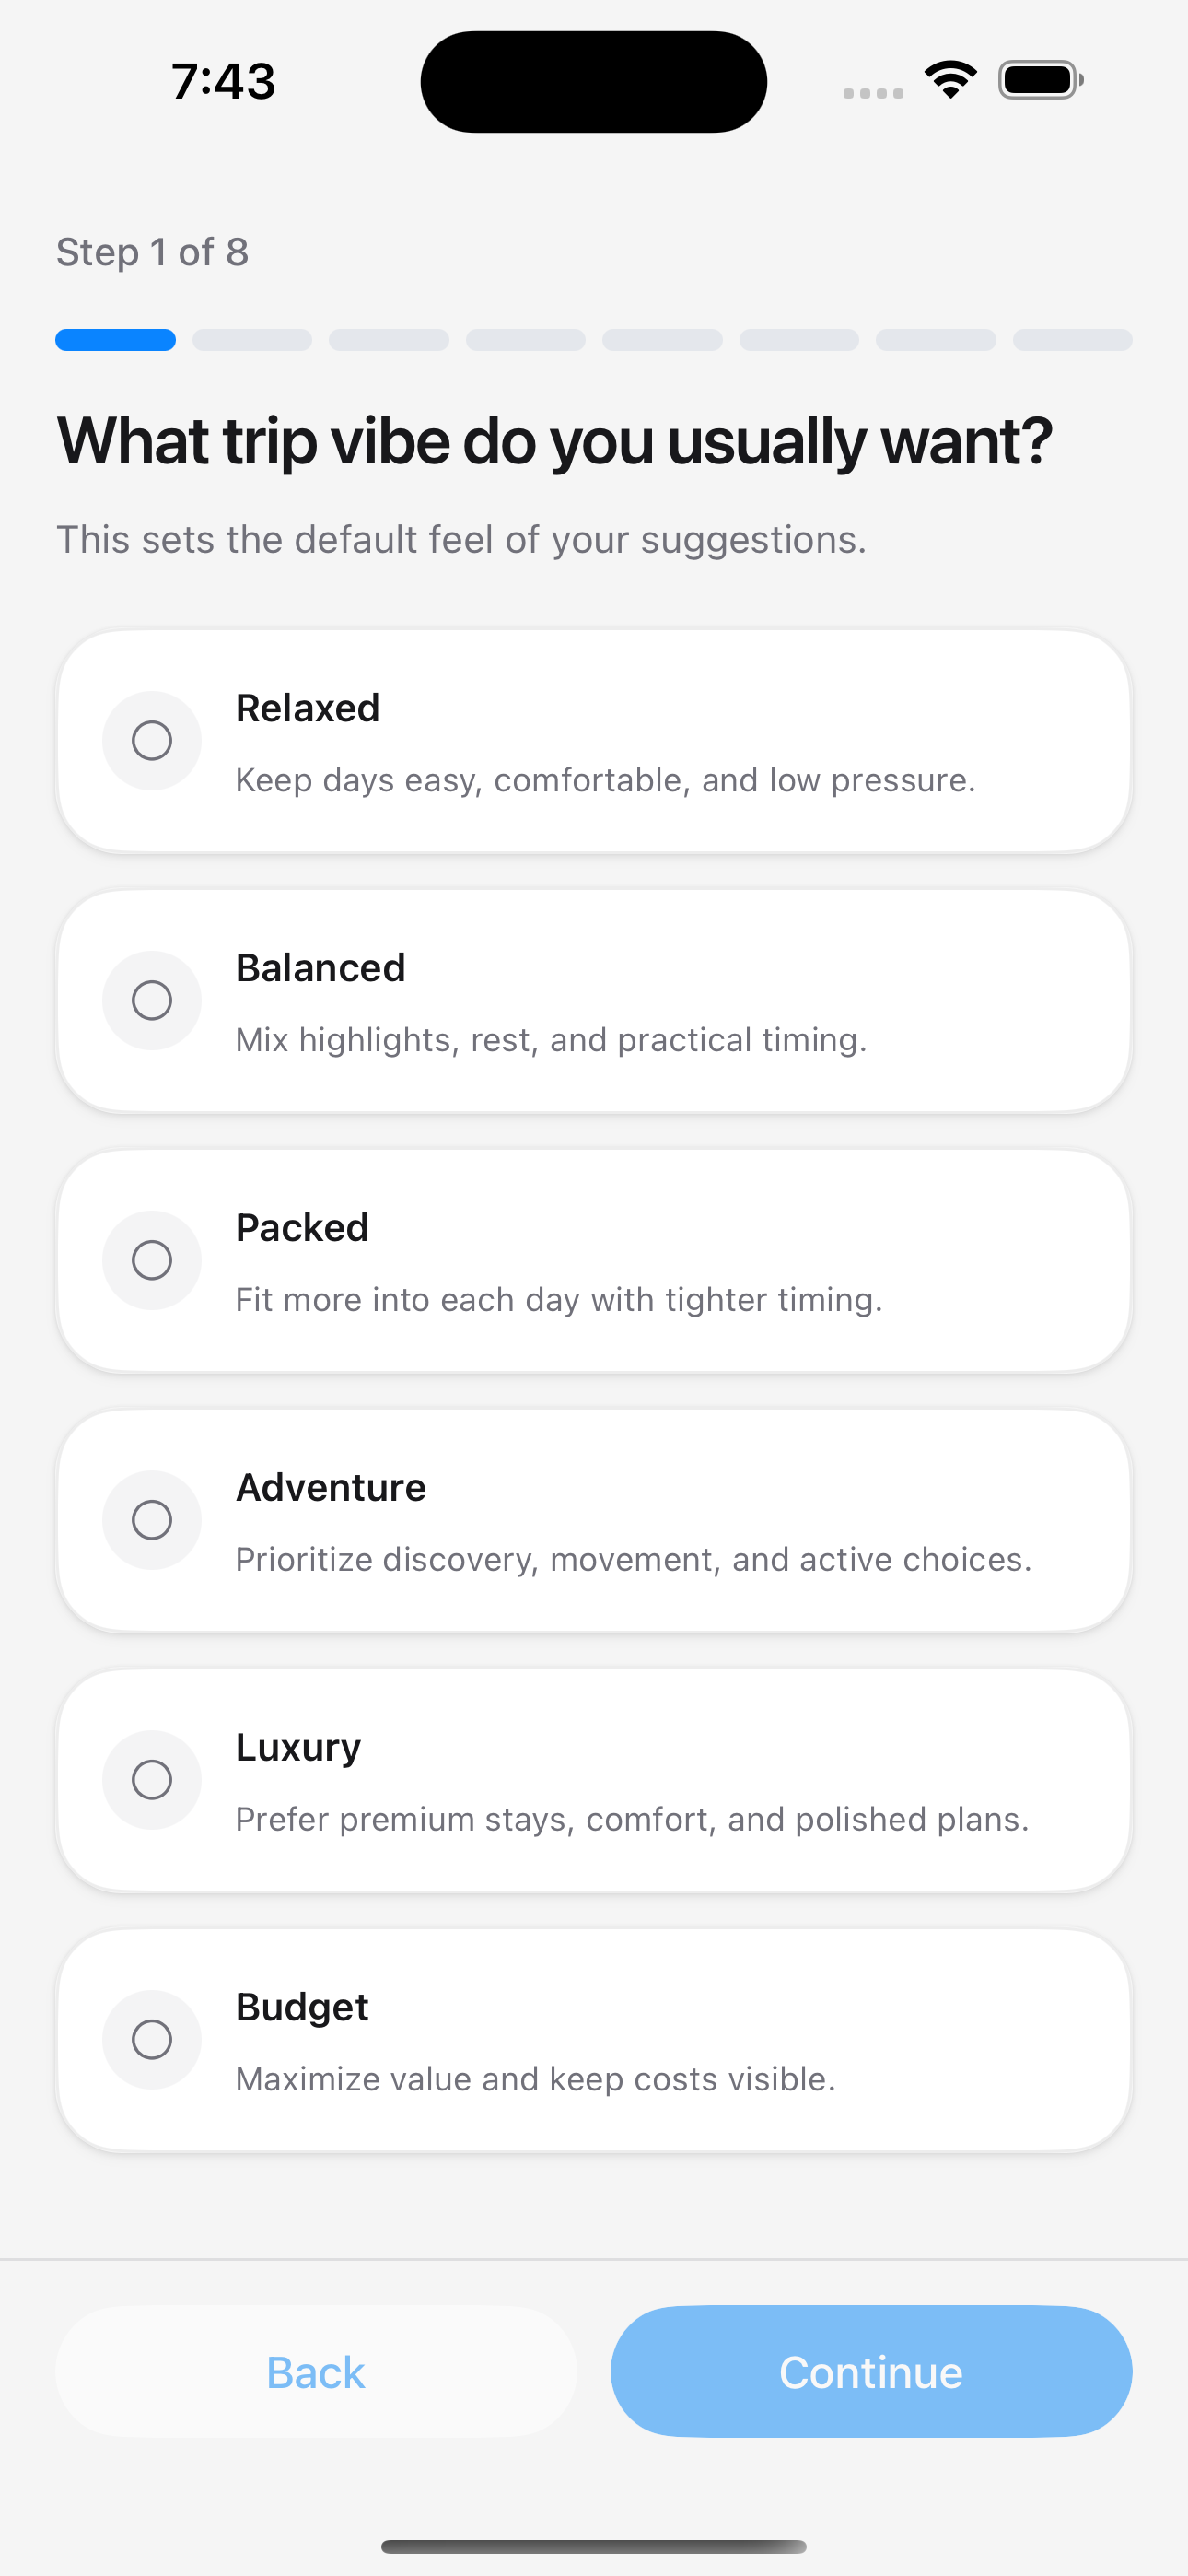 7:43
Step 1 of 8
What trip vibe do you usually want?
This sets the default feel of your suggestions.
Relaxed
Keep days easy, comfortable, and low pressure.
Balanced
Mix highlights, rest, and practical timing.
Packed
Fit more into each day with tighter timing.
Adventure
Prioritize discovery, movement, and active choices.
Luxury
Prefer premium stays, comfort, and polished plans.
Budget
Maximize value and keep costs visible.
Back
Continue